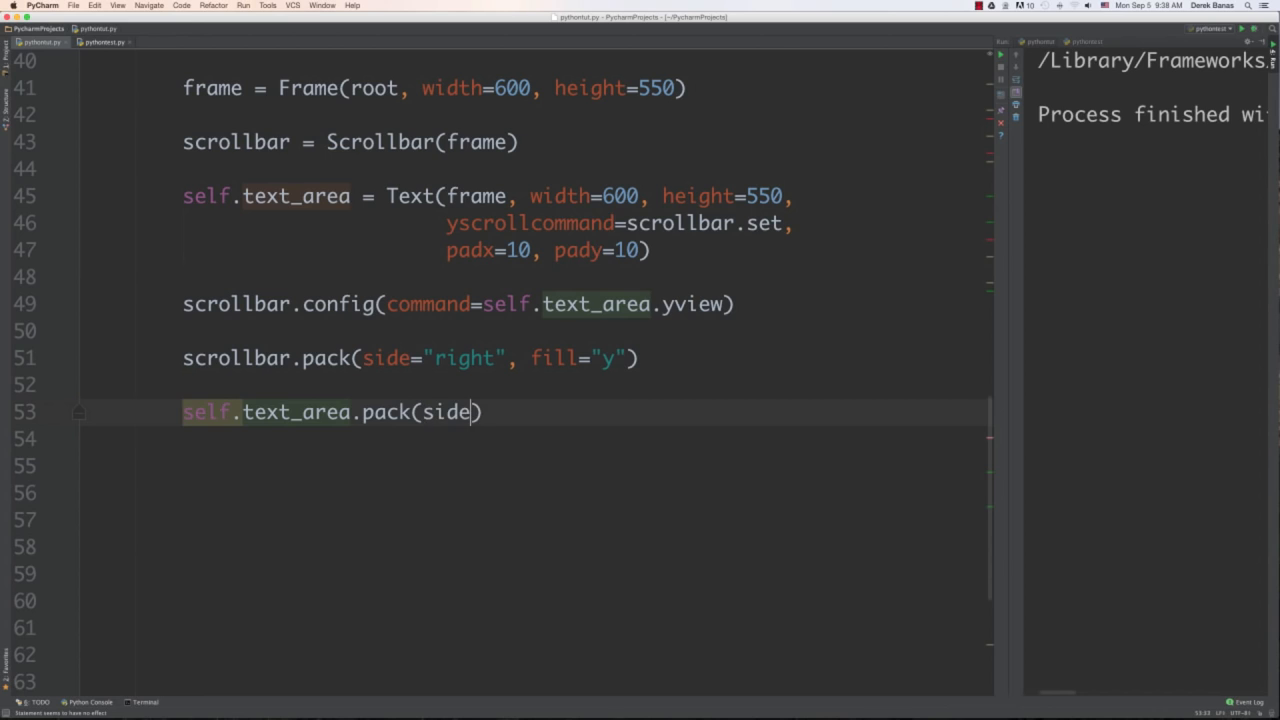 PyCharm File Edit View Navigate Code Refactor Run Tools VCS Window Help
10 Mon Sep 5 9:38 AM Derek Banas
pythontut.py - PycharmProjects - [~/PycharmProjects]
PycharmProjects pythontut.py pythontest
pythontut.py pythontest.py Run: pythontut pythontest
1: Project
Z: Structure
2: Favorites
4: Run
40
41 frame = Frame(root, width=600, height=550)
42
43 scrollbar = Scrollbar(frame)
44
45 self.text_area = Text(frame, width=600, height=550,
46 yscrollcommand=scrollbar.set,
47 padx=10, pady=10)
48
49 scrollbar.config(command=self.text_area.yview)
50
51 scrollbar.pack(side="right", fill="y")
52
53 self.text_area.pack(side)
54
55
56
57
58
59
60
61
62
63
/Library/Frameworks.
Process finished wi
6: TODO Python Console Terminal Event Log
Statement seems to have no effect 53:33 LF÷ UTF-8÷